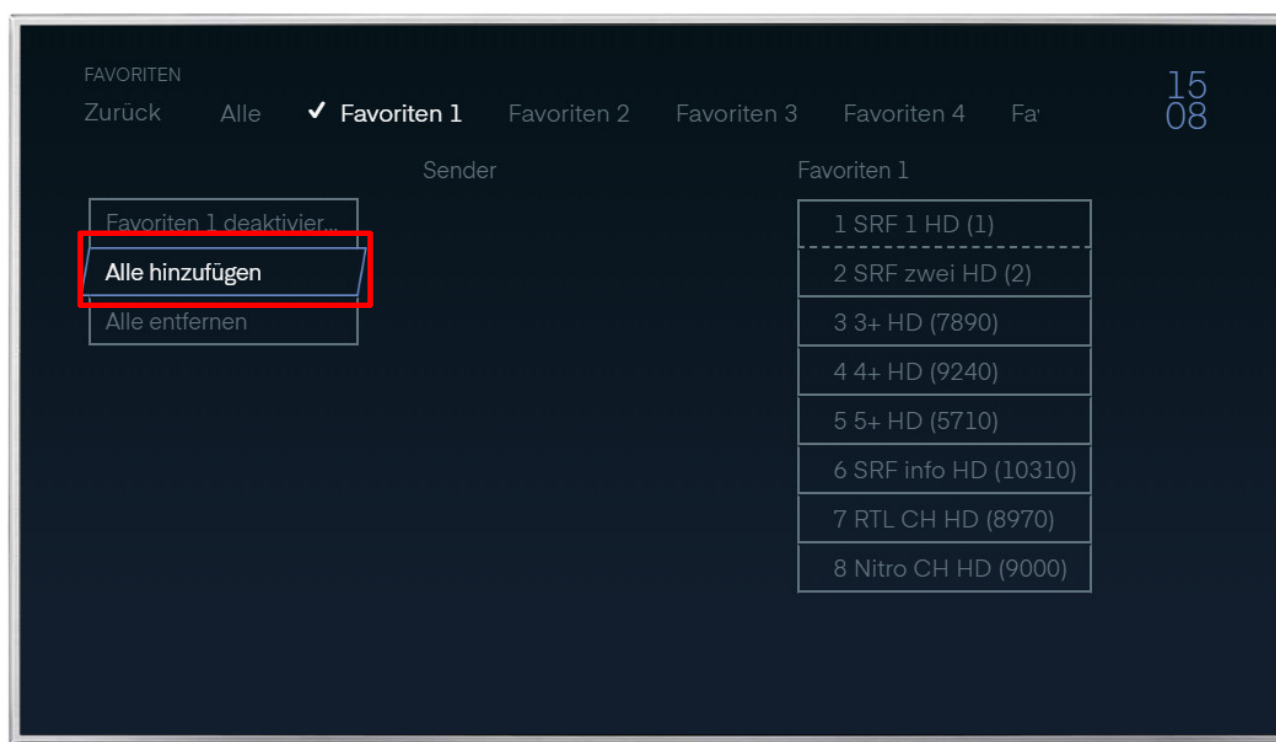 FAVORITEN
Zurück Alle ✓ Favoriten 1 Favoriten 2 Favoriten 3 Favoriten 4 Fa
15
08
Sender Favoriten 1
Favoriten 1 deaktivier...
Alle hinzufügen
Alle entfernen
1 SRF 1 HD (1)
2 SRF zwei HD (2)
3 3+ HD (7890)
4 4+ HD (9240)
5 5+ HD (5710)
6 SRF info HD (10310)
7 RTL CH HD (8970)
8 Nitro CH HD (9000)